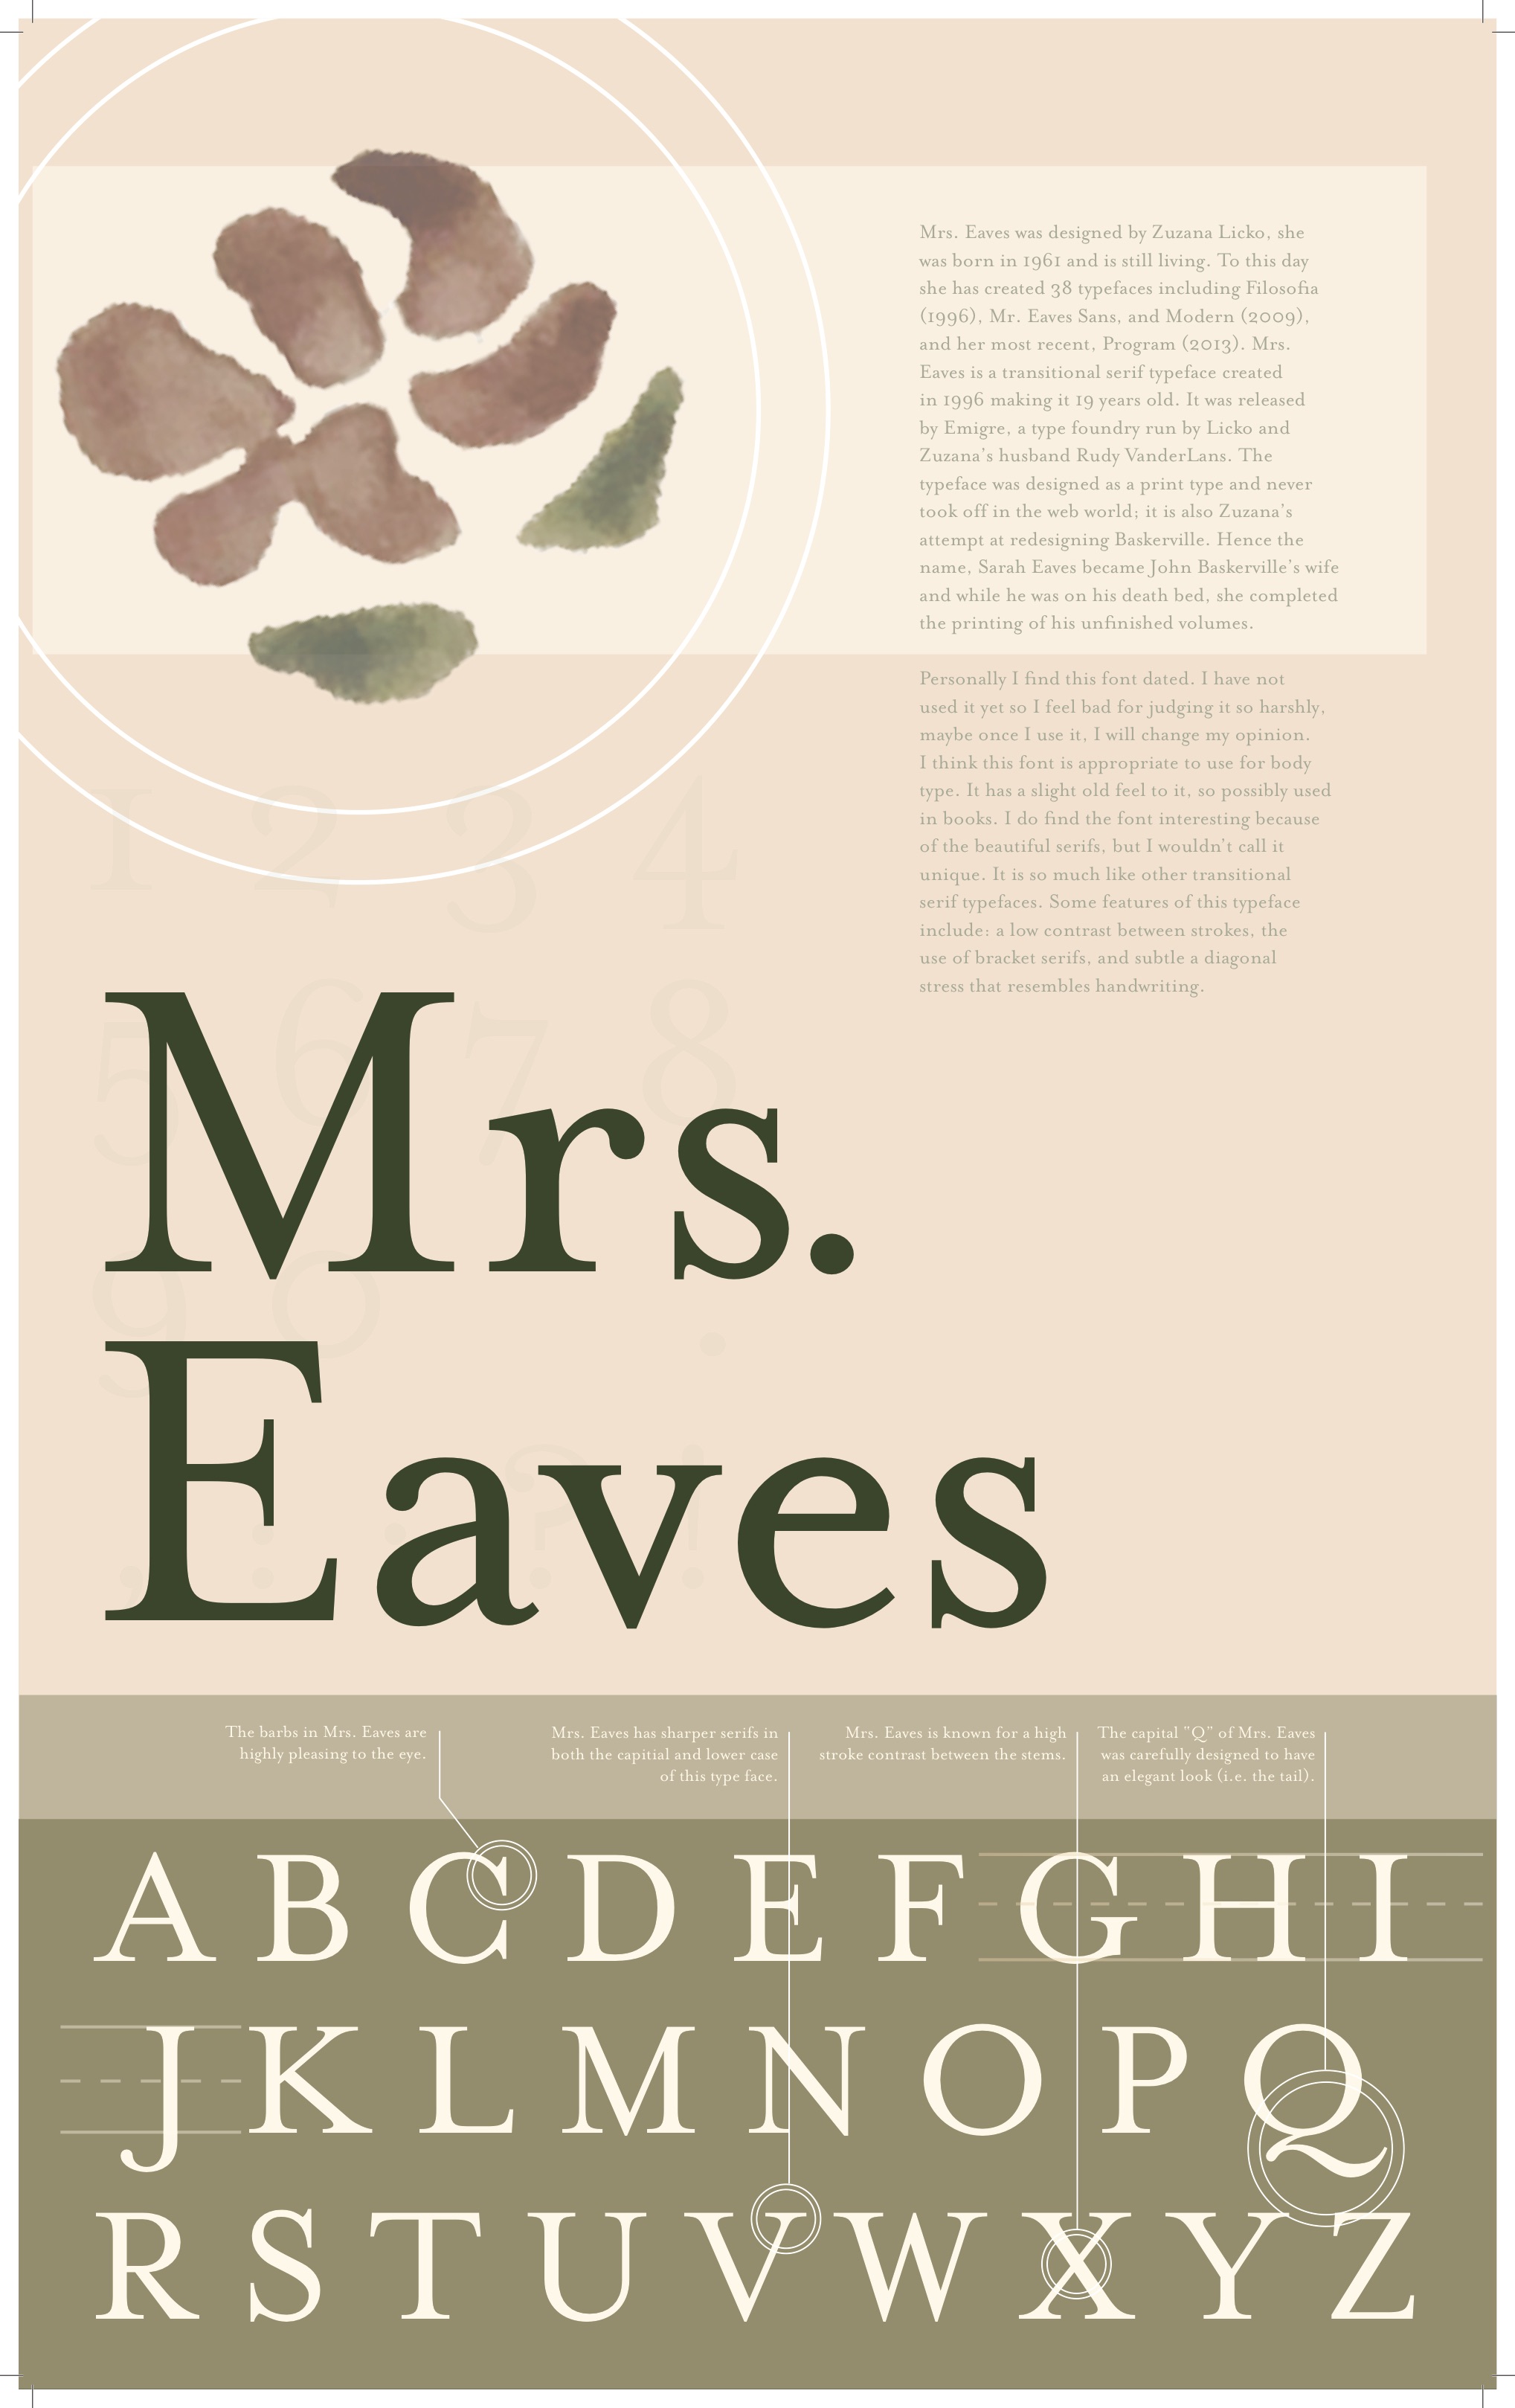 Mrs. Eaves was designed by Zuzana Licko, she
was born in 1961 and is still living. To this day
she has created 38 typefaces including Filosofia
(1996), Mr. Eaves Sans, and Modern (2009),
and her most recent, Program (2013). Mrs.
Eaves is a transitional serif typeface created
in 1996 making it 19 years old. It was released
by Emigre, a type foundry run by Licko and
Zuzana's husband Rudy VanderLans. The
typeface was designed as a print type and never
took off in the web world; it is also Zuzana's
attempt at redesigning Baskerville. Hence the
name, Sarah Eaves became John Baskerville's wife
and while he was on his death bed, she completed
the printing of his unfinished volumes.
Personally I find this font dated. I have not
used it yet so I feel bad for judging it so harshly,
maybe once I use it, I will change my opinion.
I think this font is appropriate to use for body
type. It has a slight old feel to it, so possibly used
in books. I do find the font interesting because
of the beautiful serifs, but I wouldn't call it
unique. It is so much like other transitional
serif typefaces. Some features of this typeface
include: a low contrast between strokes, the
use of bracket serifs, and subtle a diagonal
stress that resembles handwriting.
1 2 3 4
5 6 7 8
9 0 .
, : ; ? !
Mrs.
Eaves
The barbs in Mrs. Eaves are
highly pleasing to the eye.
Mrs. Eaves has sharper serifs in
both the capitial and lower case
of this type face.
Mrs. Eaves is known for a high
stroke contrast between the stems.
The capital "Q" of Mrs. Eaves
was carefully designed to have
an elegant look (i.e. the tail).
A B C D E F G H I
J K L M N O P Q
R S T U V W X Y Z